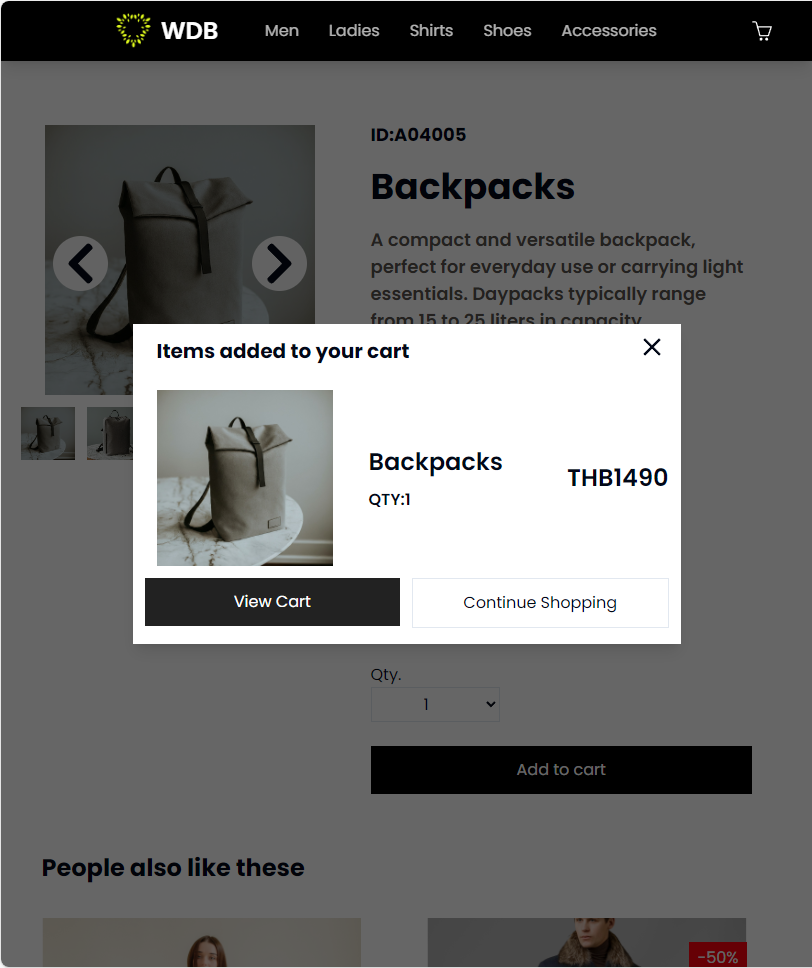 WDB
Men
Ladies
Shirts
Shoes
Accessories
ID:A04005
Backpacks
A compact and versatile backpack,
perfect for everyday use or carrying light
essentials. Daypacks typically range
from 15 to 25 liters in capacity
Items added to your cart
Backpacks
QTY:1
THB1490
View Cart
Continue Shopping
Qty.
1
Add to cart
People also like these
-50%